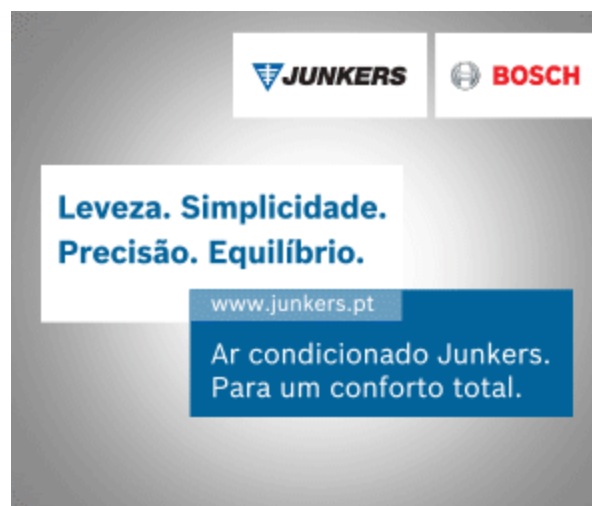 JUNKERS
BOSCH
Leveza. Simplicidade.
Precisão. Equilíbrio.
www.junkers.pt
Ar condicionado Junkers.
Para um conforto total.